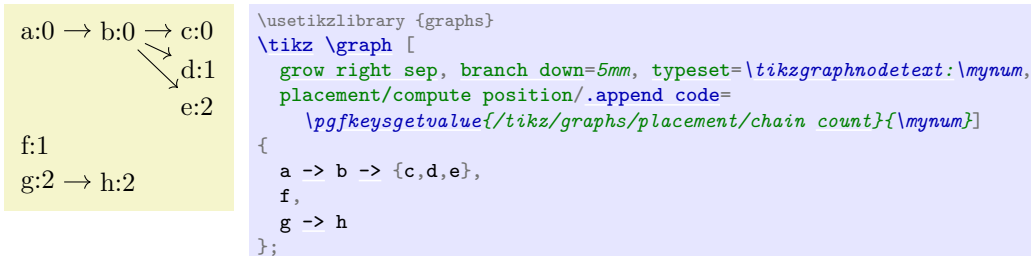 a:0 → b:0 → c:0
d:1
e:2
f:1
g:2 → h:2
\usetikzlibrary {graphs}
\tikz \graph [
  grow right sep, branch down=5mm, typeset=\tikzgraphnodetext:\mynum,
  placement/compute position/.append code=
    \pgfkeysgetvalue{/tikz/graphs/placement/chain count}{\mynum}]
{
  a -> b -> {c,d,e},
  f,
  g -> h
};